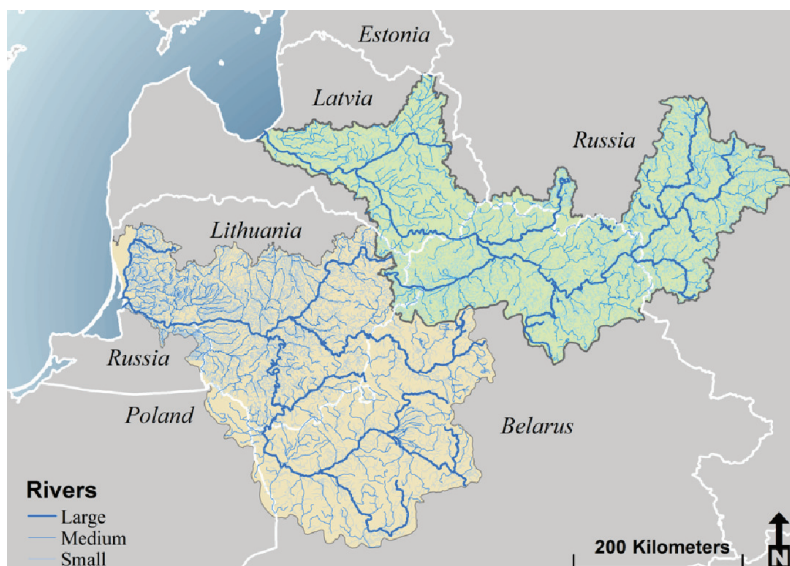 Estonia
Latvia
Russia
Lithuania
Russia
Poland
Belarus
Rivers
Large
Medium
Small
200 Kilometers
N